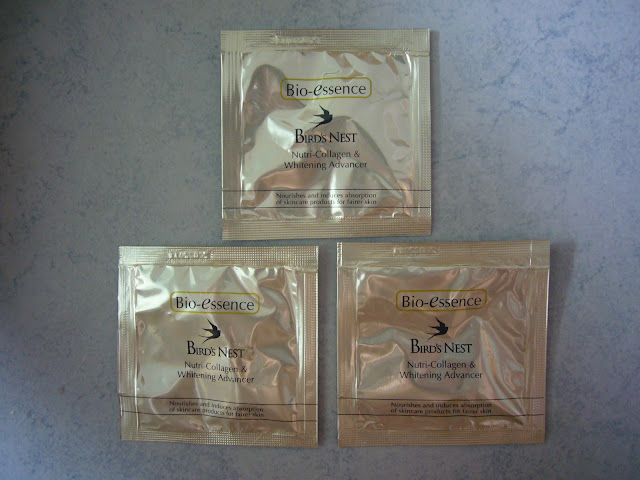 Bio-essence
BIRD'S NEST
Nutri-Collagen &
Whitening Advancer
Nourishes and induces absorption
of skincare products for fairer skin
Bio-essence
BIRD'S NEST
Nutri-Collagen &
Whitening Advancer
Nourishes and induces absorption
of skincare products for fairer skin
Bio-essence
BIRD'S NEST
Nutri-Collagen &
Whitening Advancer
Nourishes and induces absorption
of skincare products for fairer skin